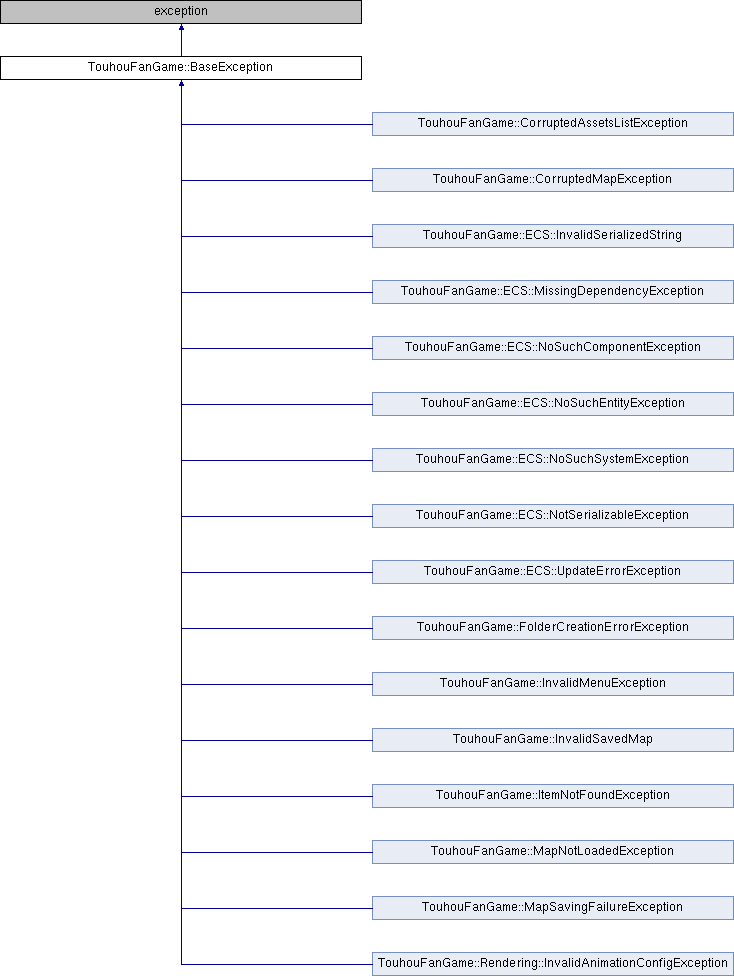 exception
TouhouFanGame::BaseException
TouhouFanGame::CorruptedAssetsListException
TouhouFanGame::CorruptedMapException
TouhouFanGame::ECS::InvalidSerializedString
TouhouFanGame::ECS::MissingDependencyException
TouhouFanGame::ECS::NoSuchComponentException
TouhouFanGame::ECS::NoSuchEntityException
TouhouFanGame::ECS::NoSuchSystemException
TouhouFanGame::ECS::NotSerializableException
TouhouFanGame::ECS::UpdateErrorException
TouhouFanGame::FolderCreationErrorException
TouhouFanGame::InvalidMenuException
TouhouFanGame::InvalidSavedMap
TouhouFanGame::ItemNotFoundException
TouhouFanGame::MapNotLoadedException
TouhouFanGame::MapSavingFailureException
TouhouFanGame::Rendering::InvalidAnimationConfigException